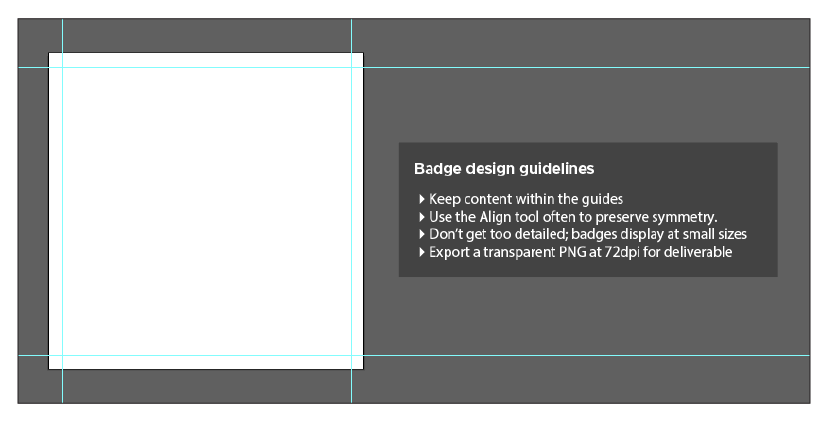 Badge design guidelines
Keep content within the guides
Use the Align tool often to preserve symmetry.
Don't get too detailed; badges display at small sizes
Export a transparent PNG at 72dpi for deliverable